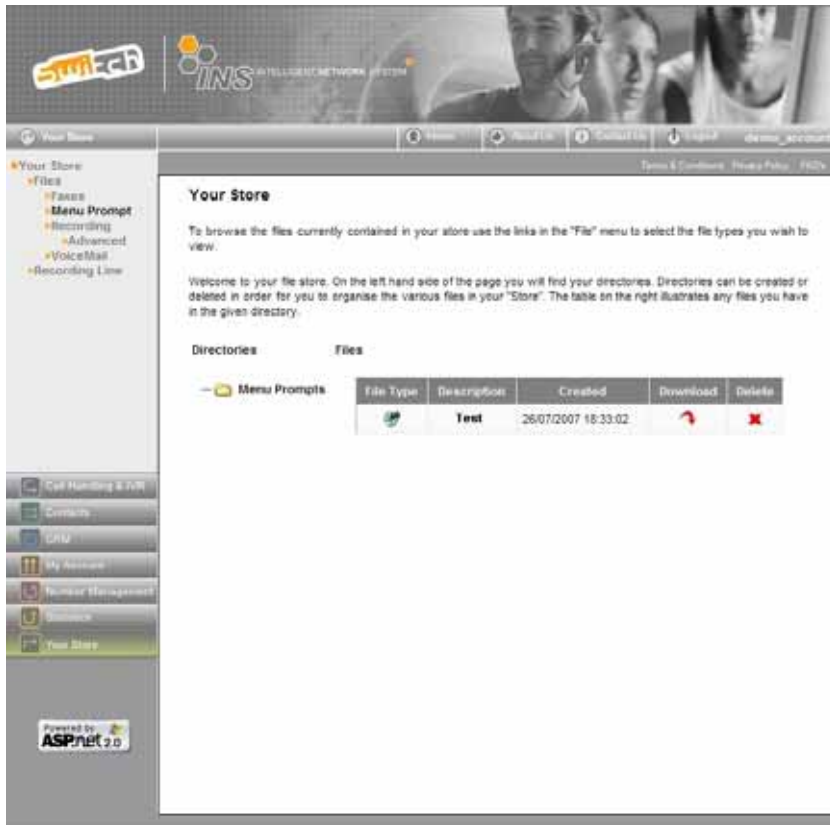 switch
INS INTELLIGENT NETWORK SYSTEM
Your Store
Home
About Us
Contact Us
Logout
demo_account
Terms & Conditions Privacy Policy FAQ's
Your Store
Files
Faxes
Menu Prompt
Recording
Advanced
VoiceMail
Recording Line
Your Store
To browse the files currently contained in your store use the links in the "File" menu to select the file types you wish to
view.
Welcome to your file store. On the left hand side of the page you will find your directories. Directories can be created or
deleted in order for you to organise the various files in your "Store". The table on the right illustrates any files you have
in the given directory.
Directories Files
Menu Prompts
File Type Description Created Download Delete
Test 26/07/2007 18:33:02
Call Handling & IVR
Contacts
CRM
My Account
Number Management
Statistics
Your Store
Powered by
ASP.net 2.0